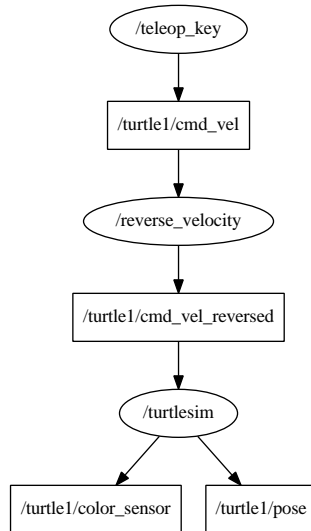 /teleop_key
/turtle1/cmd_vel
/reverse_velocity
/turtle1/cmd_vel_reversed
/turtlesim
/turtle1/color_sensor
/turtle1/pose